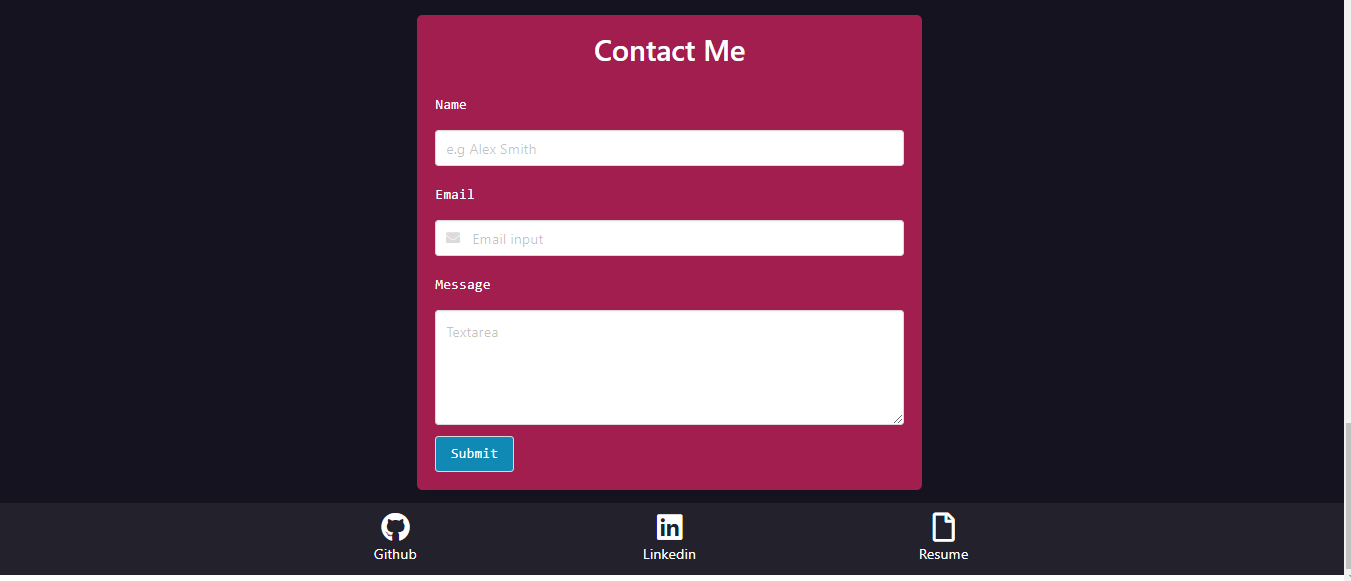 Contact Me
Name
e.g Alex Smith
Email
Email input
Message
Textarea
Submit
Github
Linkedin
Resume